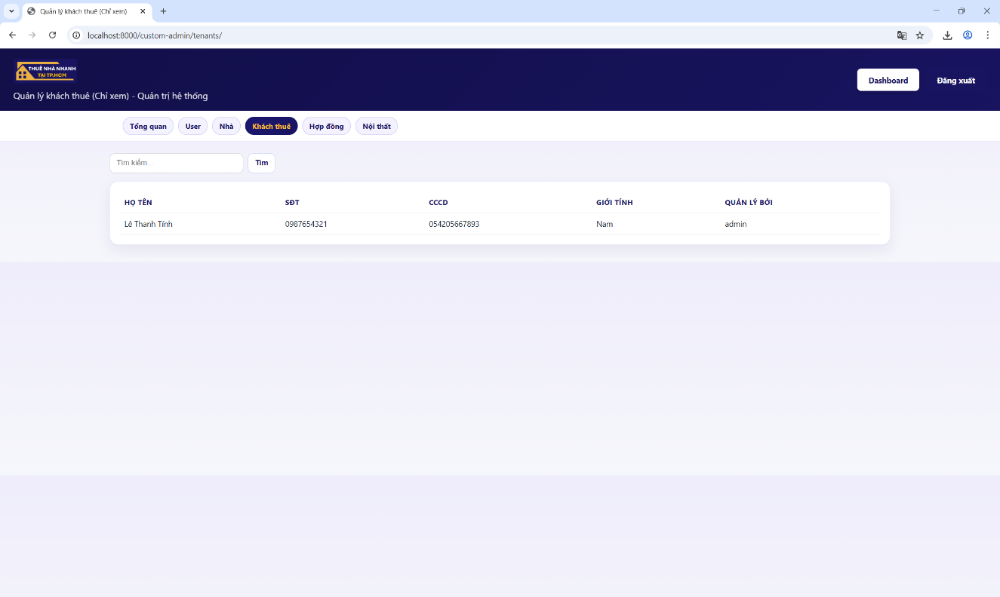 Quản lý khách thuê (Chỉ xem)
localhost:8000/custom-admin/tenants/
THUÊ NHÀ NHANH
TẠI TP.HCM
Quản lý khách thuê (Chỉ xem) - Quản trị hệ thống
Dashboard Đăng xuất
Tổng quan User Nhà Khách thuê Hợp đồng Nội thất
Tìm kiếm... Tìm
HỌ TÊN SĐT CCCD GIỚI TÍNH QUẢN LÝ BỞI
Lê Thanh Tính 0987654321 054205667893 Nam admin